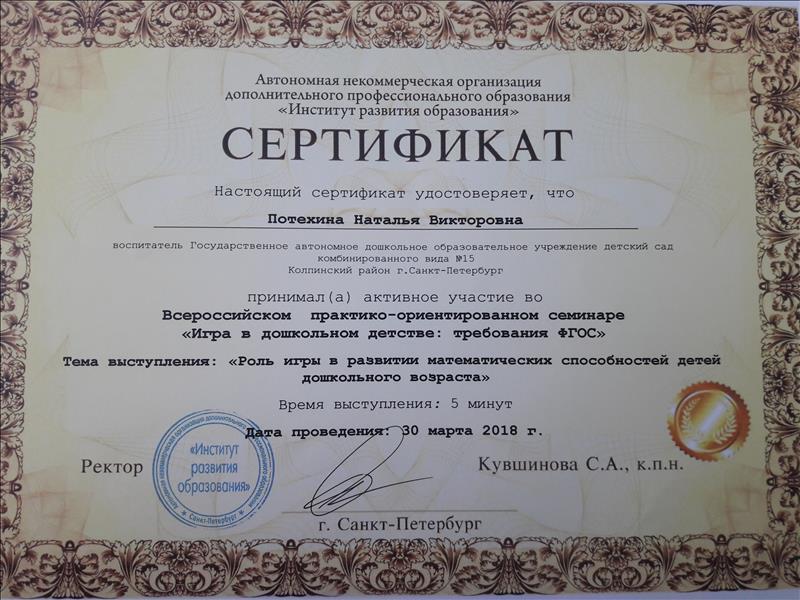 Автономная некоммерческая организация
дополнительного профессионального образования
«Институт развития образования»
СЕРТИФИКАТ
Настоящий сертификат удостоверяет, что
Потехина Наталья Викторовна
воспитатель Государственное автономное дошкольное образовательное учреждение детский сад
комбинированного вида №15
Колпинский район г.Санкт-Петербург
принимал(а) активное участие во
Всероссийском практико-ориентированном семинаре
«Игра в дошкольном детстве: требования ФГОС»
Тема выступления: «Роль игры в развитии математических способностей детей
дошкольного возраста»
Время выступления: 5 минут
Дата проведения: 30 марта 2018 г.
Ректор
«Институт
развития
образования»
Санкт-Петербург
Кувшинова С.А., к.п.н.
г. Санкт-Петербург